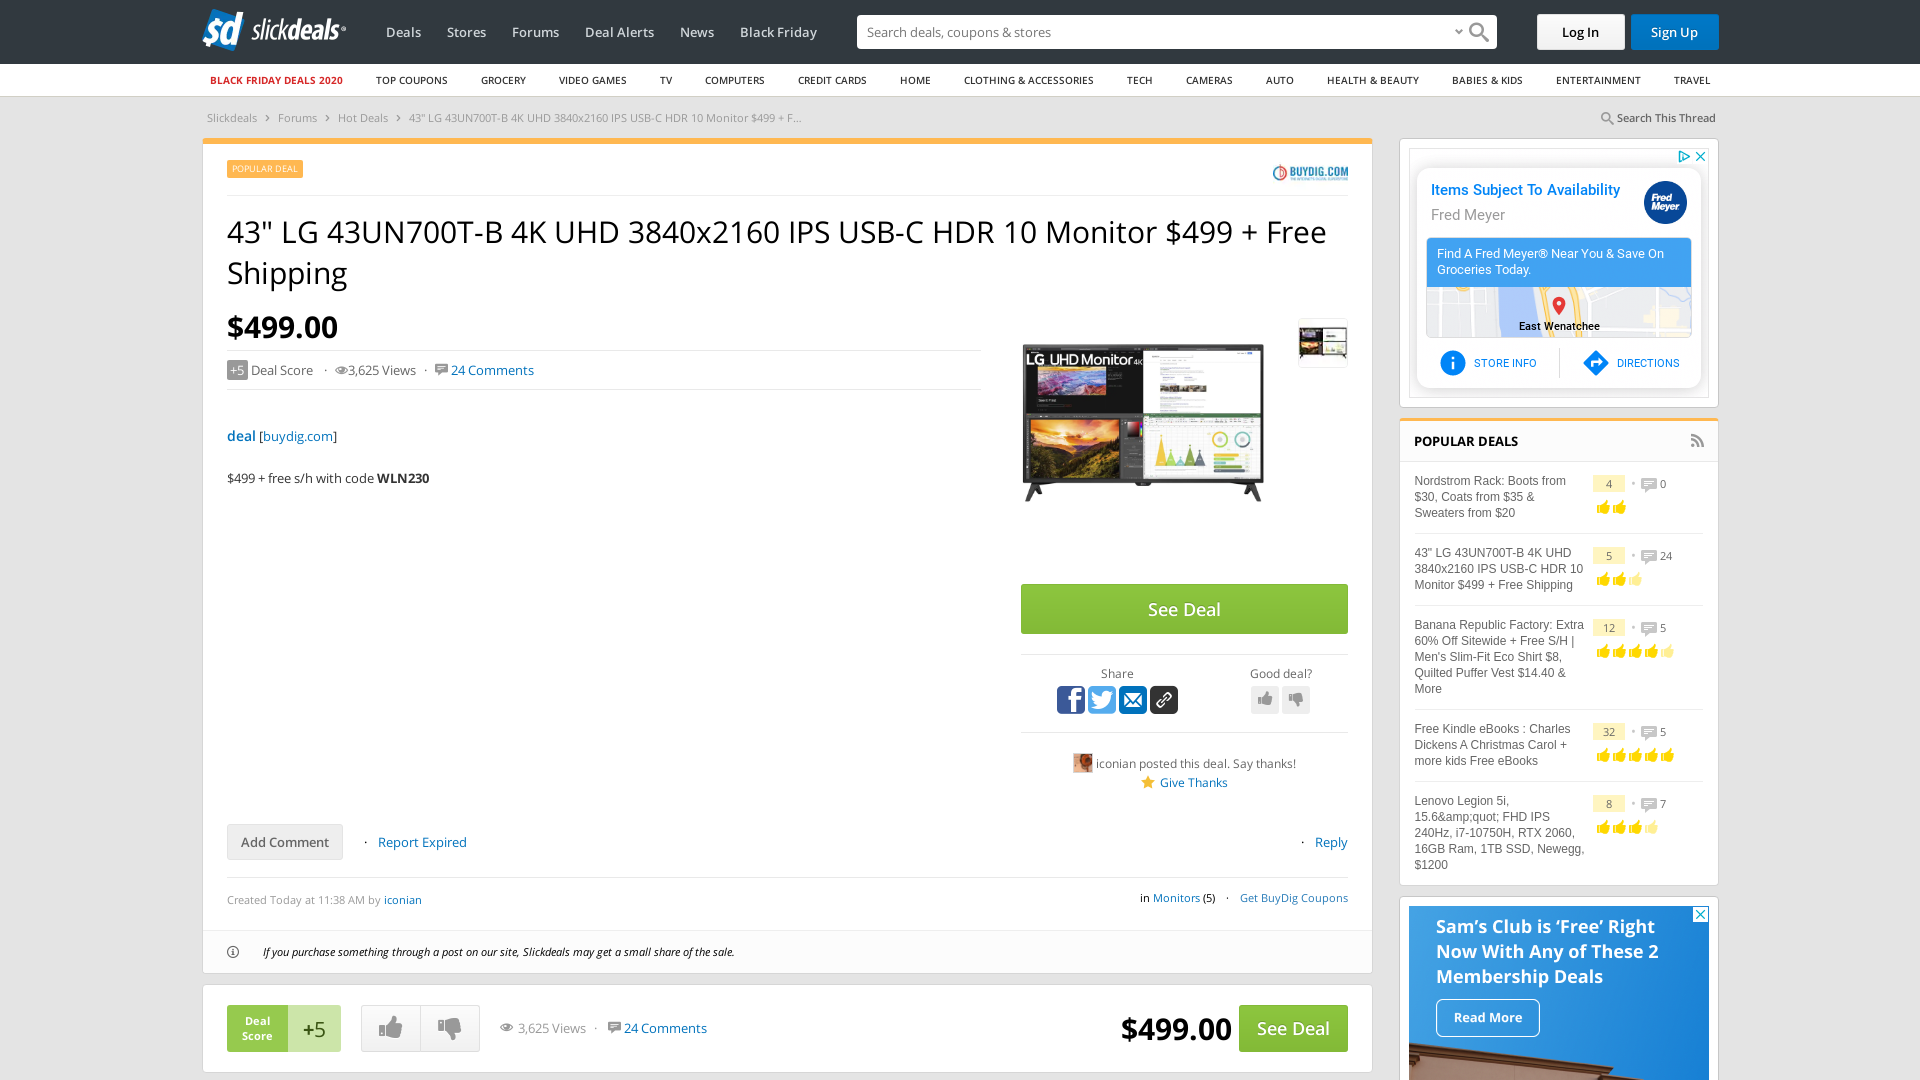 sd slickdeals
Deals
Stores
Forums
Deal Alerts
News
Black Friday
Search deals, coupons & stores
Log In
Sign Up
BLACK FRIDAY DEALS 2020
TOP COUPONS
GROCERY
VIDEO GAMES
TV
COMPUTERS
CREDIT CARDS
HOME
CLOTHING & ACCESSORIES
TECH
CAMERAS
AUTO
HEALTH & BEAUTY
BABIES & KIDS
ENTERTAINMENT
TRAVEL
Slickdeals › Forums › Hot Deals › 43" LG 43UN700T-B 4K UHD 3840x2160 IPS USB-C HDR 10 Monitor $499 + F...
Search This Thread
POPULAR DEAL
BUYDIG.COM
43" LG 43UN700T-B 4K UHD 3840x2160 IPS USB-C HDR 10 Monitor $499 + Free
Shipping
$499.00
+5 Deal Score · 3,625 Views · 24 Comments
deal [buydig.com]
$499 + free s/h with code WLN230
LG UHD Monitor 4K
See Deal
Share
Good deal?
iconian posted this deal. Say thanks!
Give Thanks
Add Comment
· Report Expired
· Reply
Created Today at 11:38 AM by iconian
in Monitors (5) · Get BuyDig Coupons
If you purchase something through a post on our site, Slickdeals may get a small share of the sale.
Deal
Score
+5
3,625 Views · 24 Comments
$499.00
See Deal
Items Subject To Availability
Fred Meyer
Fred
Meyer
Find A Fred Meyer® Near You & Save On
Groceries Today.
East Wenatchee
STORE INFO
DIRECTIONS
POPULAR DEALS
Nordstrom Rack: Boots from
$30, Coats from $35 &
Sweaters from $20
4 • 0
43" LG 43UN700T-B 4K UHD
3840x2160 IPS USB-C HDR 10
Monitor $499 + Free Shipping
5 • 24
Banana Republic Factory: Extra
60% Off Sitewide + Free S/H |
Men's Slim-Fit Eco Shirt $8,
Quilted Puffer Vest $14.40 &
More
12 • 5
Free Kindle eBooks : Charles
Dickens A Christmas Carol +
more kids Free eBooks
32 • 5
Lenovo Legion 5i,
15.6&amp;quot; FHD IPS
240Hz, i7-10750H, RTX 2060,
16GB Ram, 1TB SSD, Newegg,
$1200
8 • 7
Sam's Club is 'Free' Right
Now With Any of These 2
Membership Deals
Read More